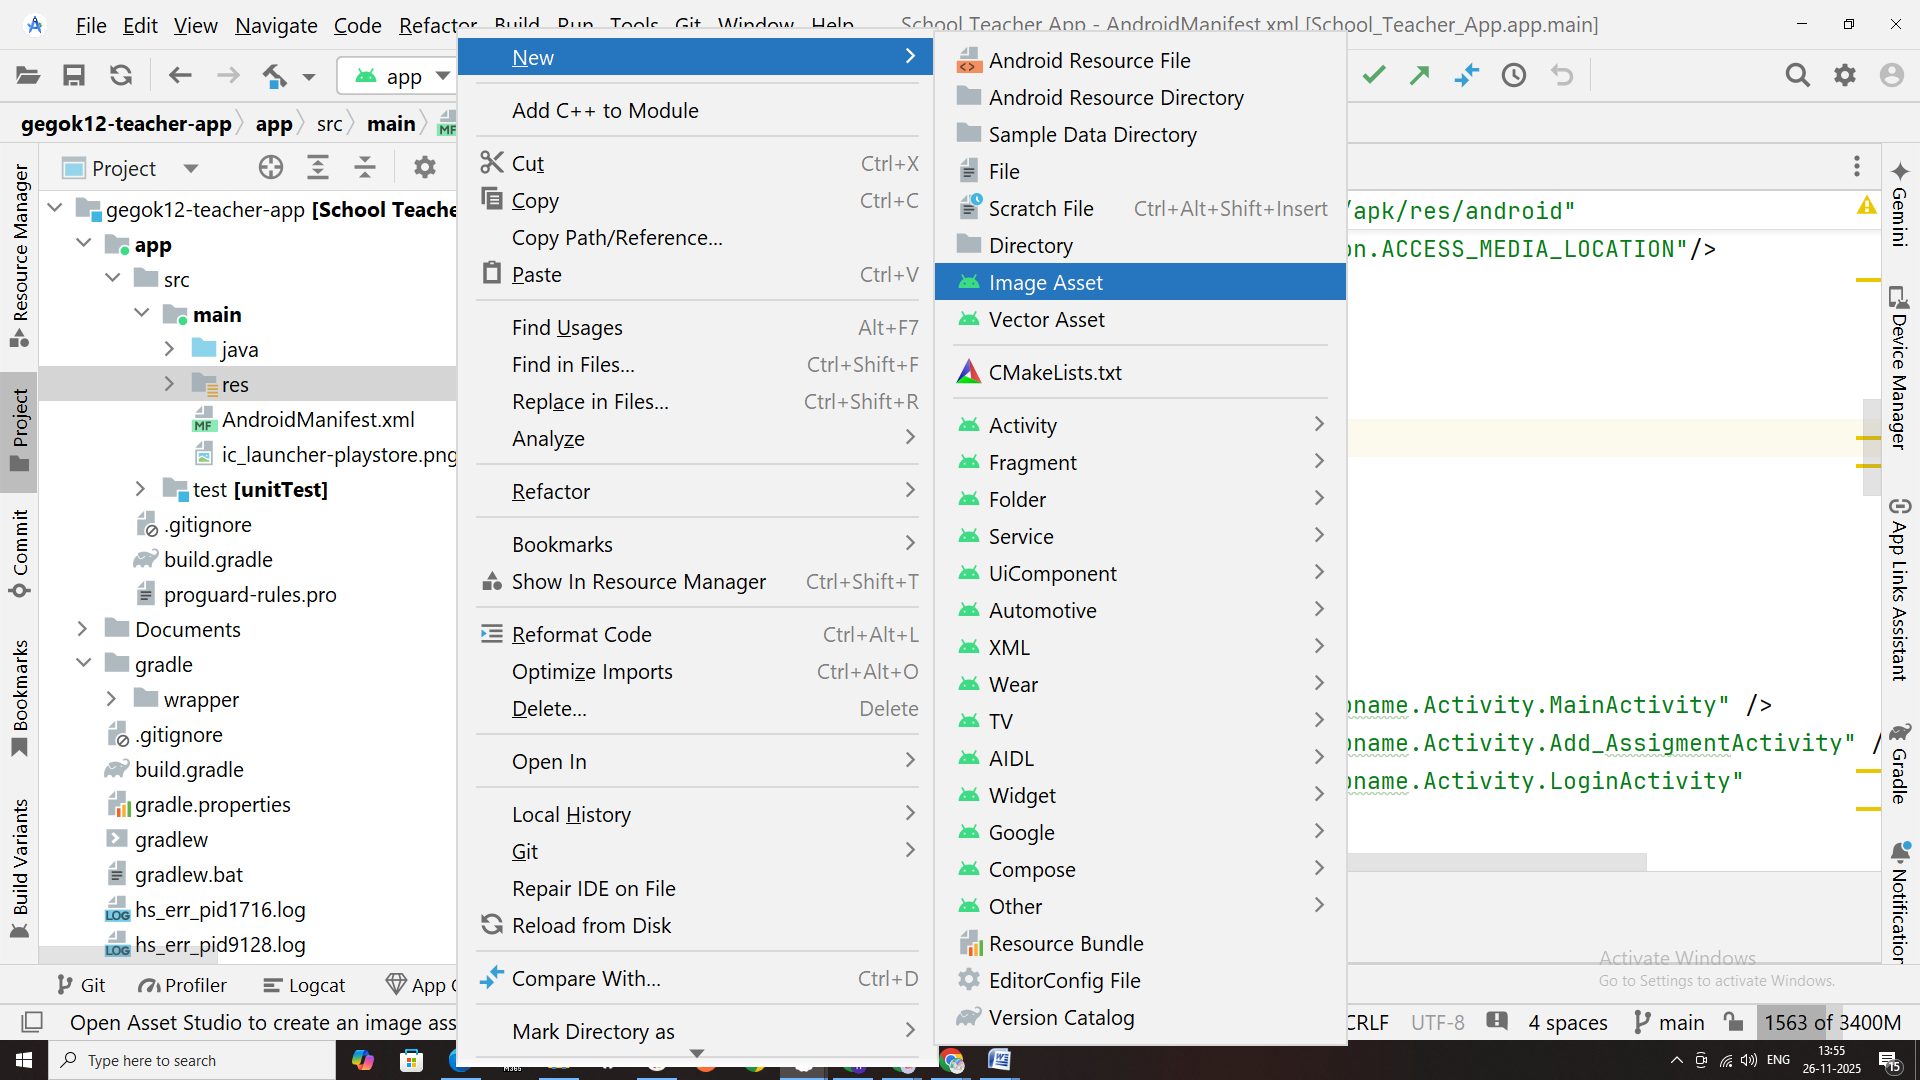 File Edit View Navigate Code Refactor Build Run Tools Git Window Help School Teacher App - AndroidManifest.xml [School_Teacher_App.app.main]
app
gegok12-teacher-app app src main
Project
gegok12-teacher-app [School Teache
app
src
main
java
res
AndroidManifest.xml
ic_launcher-playstore.png
test [unitTest]
.gitignore
build.gradle
proguard-rules.pro
Documents
gradle
wrapper
.gitignore
build.gradle
gradle.properties
gradlew
gradlew.bat
hs_err_pid1716.log
hs_err_pid9128.log
Resource Manager
Project
Commit
Bookmarks
Build Variants
New
Add C++ to Module
Cut Ctrl+X
Copy Ctrl+C
Copy Path/Reference...
Paste Ctrl+V
Find Usages Alt+F7
Find in Files... Ctrl+Shift+F
Replace in Files... Ctrl+Shift+R
Analyze
Refactor
Bookmarks
Show In Resource Manager Ctrl+Shift+T
Reformat Code Ctrl+Alt+L
Optimize Imports Ctrl+Alt+O
Delete... Delete
Open In
Local History
Git
Repair IDE on File
Reload from Disk
Compare With... Ctrl+D
Mark Directory as
Android Resource File
Android Resource Directory
Sample Data Directory
File
Scratch File Ctrl+Alt+Shift+Insert
Directory
Image Asset
Vector Asset
CMakeLists.txt
Activity
Fragment
Folder
Service
UiComponent
Automotive
XML
Wear
TV
AIDL
Widget
Google
Compose
Other
Resource Bundle
EditorConfig File
Version Catalog
/apk/res/android"
on.ACCESS_MEDIA_LOCATION"/>
name.Activity.MainActivity" />
name.Activity.Add_AssigmentActivity" /
name.Activity.LoginActivity"
Gemini
Device Manager
App Links Assistant
Gradle
Notification
Activate Windows
Go to Settings to activate Windows.
Git Profiler Logcat App
Open Asset Studio to create an image ass
CRLF UTF-8 4 spaces main 1563 of 3400M
Type here to search
M365
ENG
13:55
26-11-2025
15